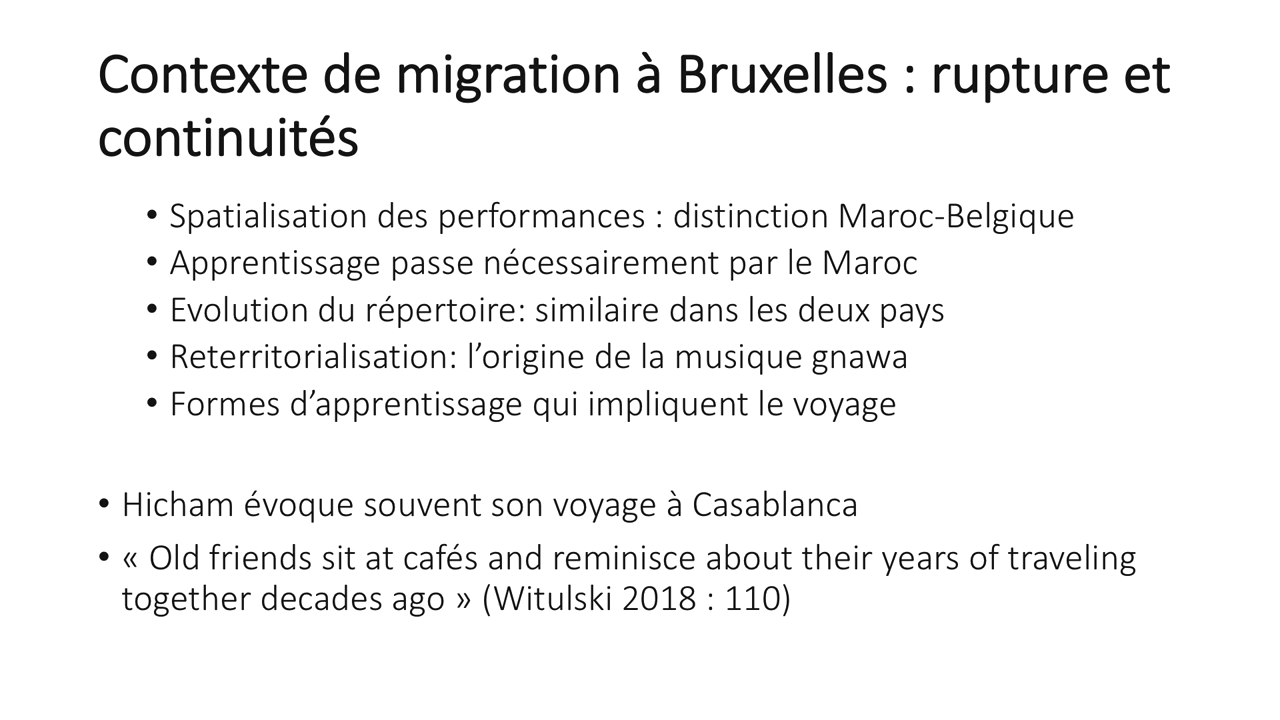 Contexte de migration à Bruxelles : rupture et
continuités
• Spatialisation des performances : distinction Maroc-Belgique
• Apprentissage passe nécessairement par le Maroc
• Evolution du répertoire: similaire dans les deux pays
• Reterritorialisation: l’origine de la musique gnawa
• Formes d’apprentissage qui impliquent le voyage
• Hicham évoque souvent son voyage à Casablanca
• « Old friends sit at cafés and reminisce about their years of traveling
together decades ago » (Witulski 2018 : 110)